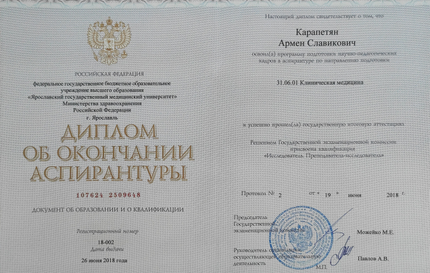 РОССИЙСКАЯ ФЕДЕРАЦИЯ
федеральное государственное бюджетное образовательное
учреждение высшего образования
«Ярославский государственный медицинский университет»
Министерства здравоохранения
Российской Федерации
г. Ярославль
ДИПЛОМ
ОБ ОКОНЧАНИИ
АСПИРАНТУРЫ
107624 2509648
ДОКУМЕНТ ОБ ОБРАЗОВАНИИ И О КВАЛИФИКАЦИИ
Регистрационный номер
18-002
Дата выдачи
26 июня 2018 года
Настоящий диплом свидетельствует о том, что
Карапетян
Армен Славикович
освоил(а) программу подготовки научно-педагогических
кадров в аспирантуре по направлению подготовки
31.06.01 Клиническая медицина
и успешно прошел(ла) государственную итоговую аттестацию
Решением Государственной экзаменационной комиссии
присвоена квалификация
«Исследователь. Преподаватель-исследователь»
Протокол № 2 от " 19 " июня 2018 г.
Председатель
Государственной
экзаменационной комиссии Можейко М.Е.
Руководитель
осуществляющей образовательную
деятельность Павлов А.В.
М.П.